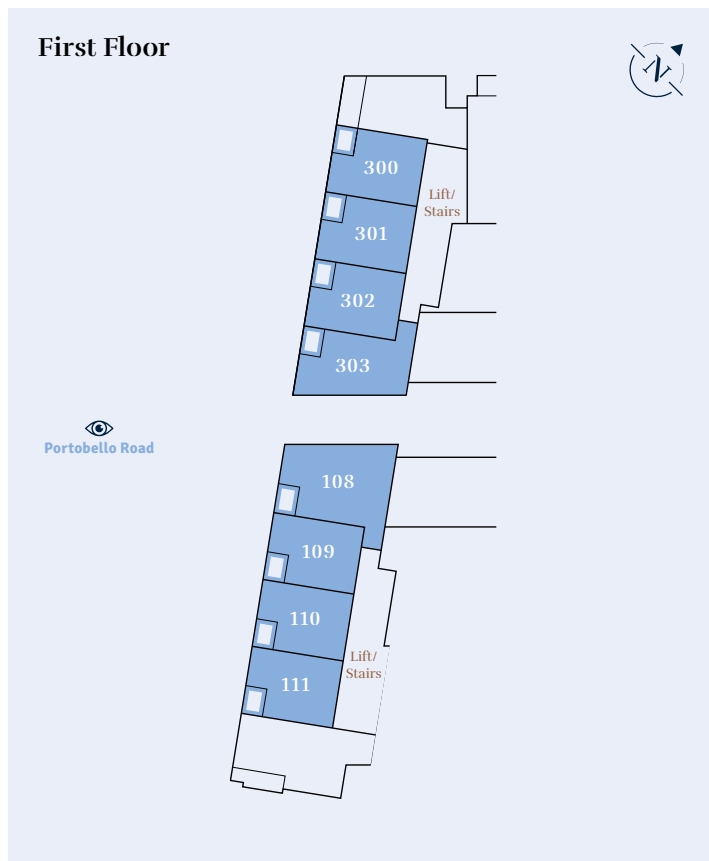 First Floor
N
300
Lift/
Stairs
301
302
303
Portobello Road
108
109
110
Lift/
Stairs
111